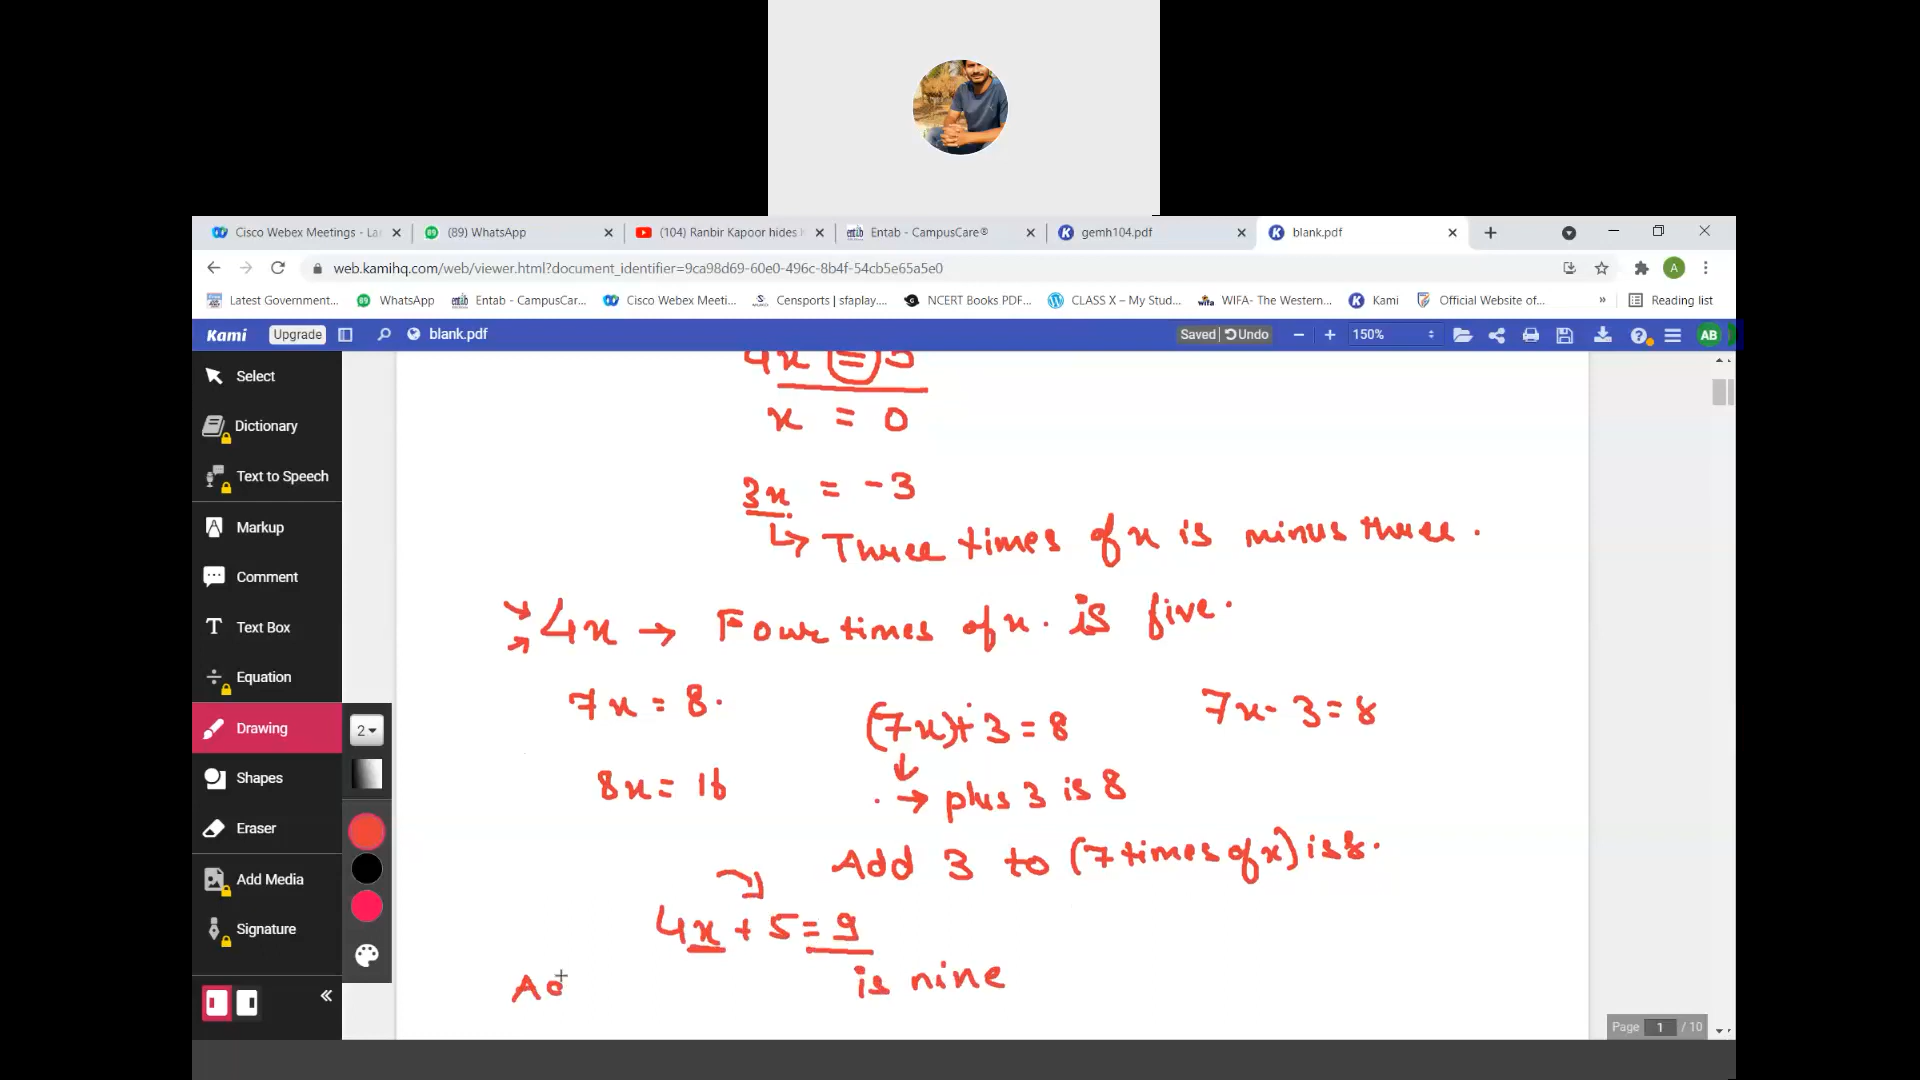 Cisco Webex Meetings - La
(89) WhatsApp
(104) Ranbir Kapoor hides
Entab - CampusCare®
gemh104.pdf
blank.pdf
web.kamihq.com/web/viewer.html?document_identifier=9ca98d69-60e0-496c-8b4f-54cb5e65a5e0
A
Latest Government...
WhatsApp
Entab - CampusCar...
Cisco Webex Meeti...
Censports | sfaplay....
NCERT Books PDF...
CLASS X – My Stud...
WIFA- The Western...
Kami
Official Website of...
»
Reading list
Kami Upgrade blank.pdf Saved Undo − + 150% AB
Select
Dictionary
Text to Speech
Markup
Comment
Text Box
Equation
Drawing
2
Shapes
Eraser
Add Media
Signature
4x = 5
x = 0
3x = -3
↳ Three times of x is minus three.
4x → Four times of x. is five.
7x = 8.
(7x)+ 3 = 8
7x - 3 = 8
8x = 16
→ plus 3 is 8
Add 3 to (7 times of x) is 8.
4x + 5 = 9
Ad
is nine
Page 1 / 10